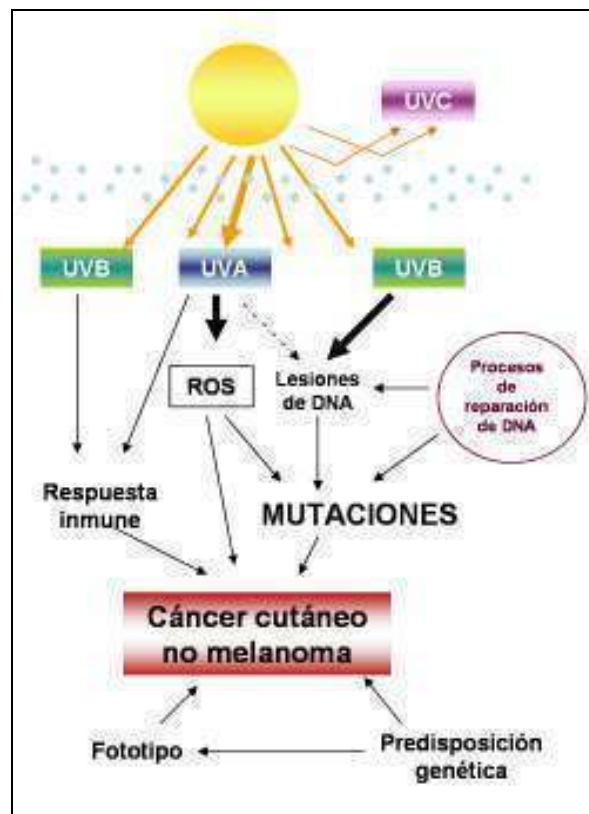 UVC
UVB
UVA
UVB
ROS
Lesiones
de DNA
Procesos
de
reparación
de DNA
Respuesta
inmune
MUTACIONES
Cáncer cutáneo
no melanoma
Fototipo
Predisposición
genética